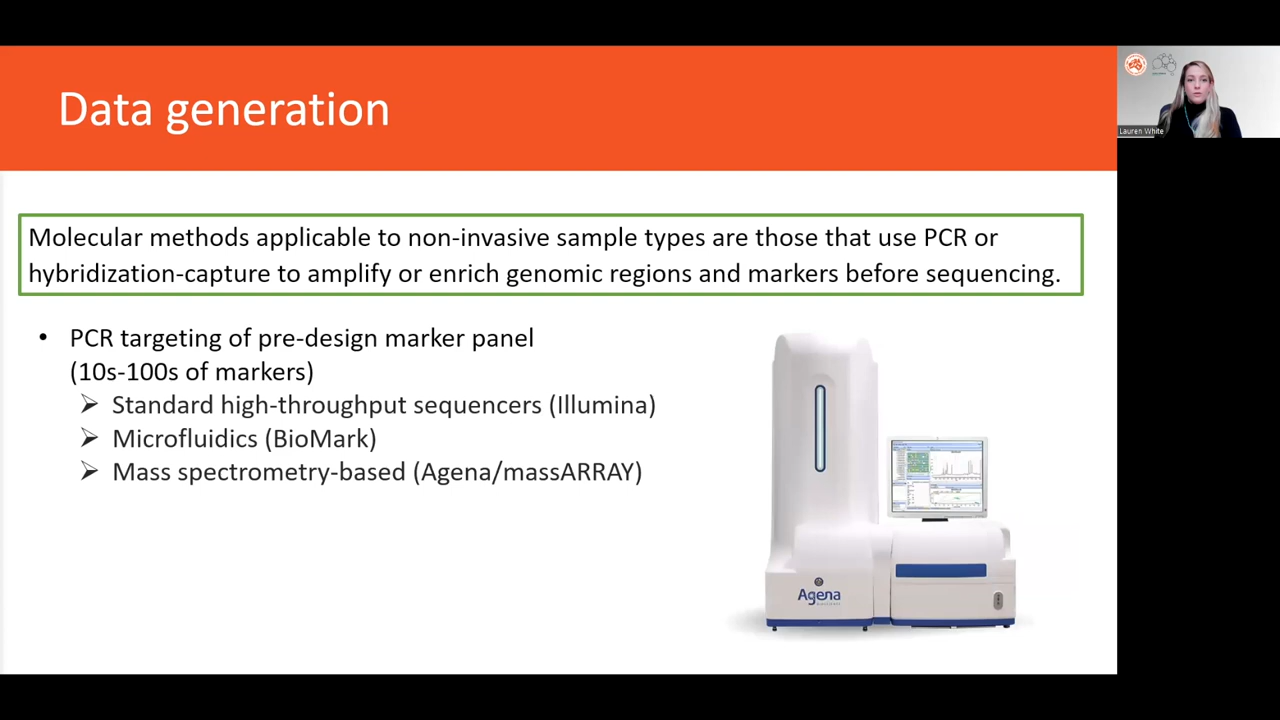 Data generation
Lauren White
Molecular methods applicable to non-invasive sample types are those that use PCR or
hybridization-capture to amplify or enrich genomic regions and markers before sequencing.
• PCR targeting of pre-design marker panel
(10s-100s of markers)
➢ Standard high-throughput sequencers (Illumina)
➢ Microfluidics (BioMark)
➢ Mass spectrometry-based (Agena/massARRAY)
Agena